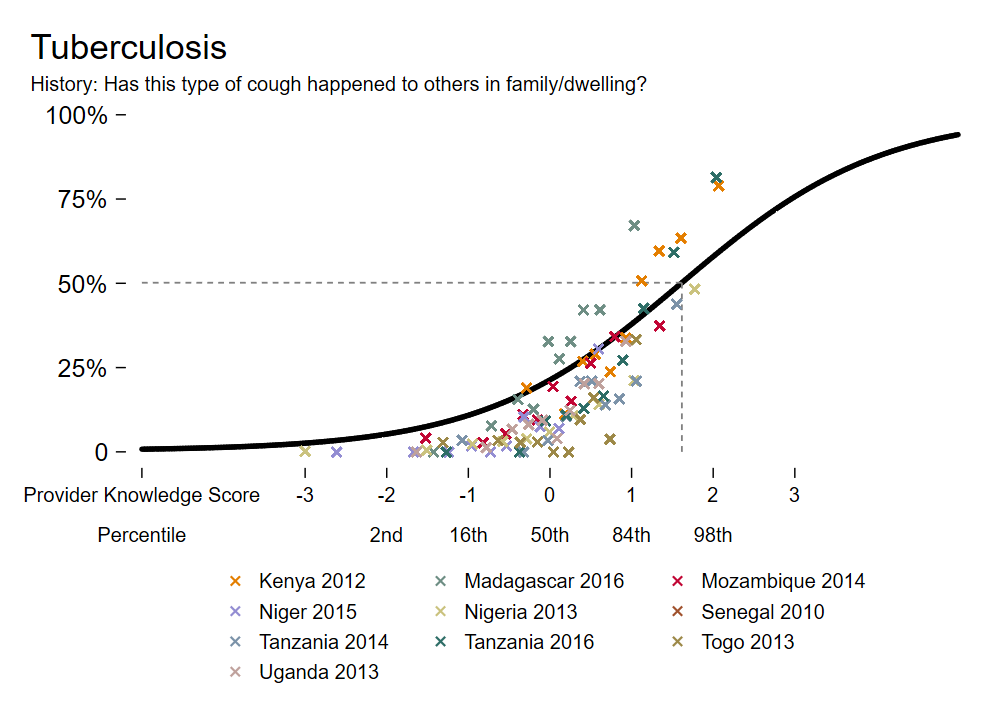 Tuberculosis
History: Has this type of cough happened to others in family/dwelling?
100%
75%
50%
25%
0
Provider Knowledge Score -3 -2 -1 0 1 2 3
Percentile 2nd 16th 50th 84th 98th
Kenya 2012 Madagascar 2016 Mozambique 2014
Niger 2015 Nigeria 2013 Senegal 2010
Tanzania 2014 Tanzania 2016 Togo 2013
Uganda 2013